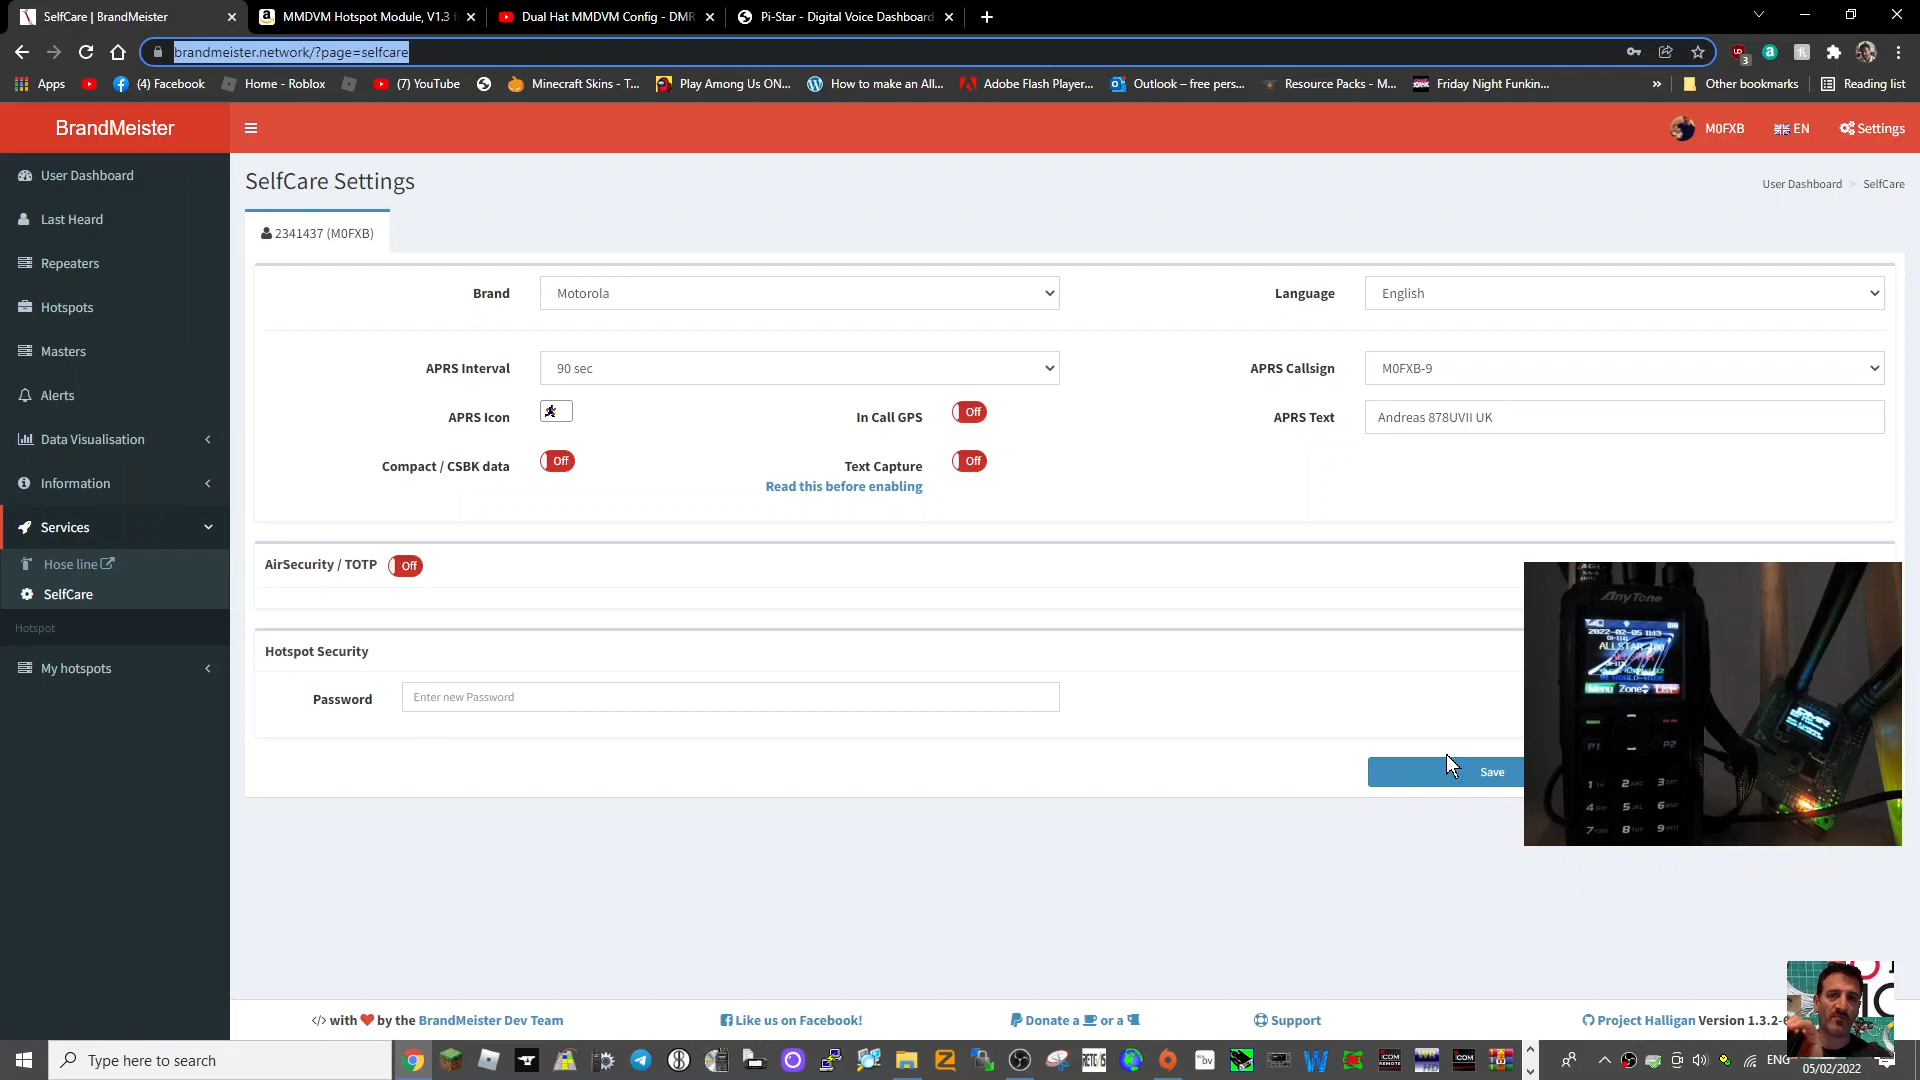 SelfCare | BrandMeister
MMDVM Hotspot Module, V1.3 f
Dual Hat MMDVM Config - DMR
Pi-Star - Digital Voice Dashboard
brandmeister.network/?page=selfcare
3
Apps
(4) Facebook
Home - Roblox
(7) YouTube
Minecraft Skins - T...
Play Among Us ON...
How to make an All...
Adobe Flash Player...
Outlook – free pers...
Resource Packs - M...
Friday Night Funkin...
»
Other bookmarks
Reading list
BrandMeister
M0FXB
EN
Settings
User Dashboard
Last Heard
Repeaters
Hotspots
Masters
Alerts
Data Visualisation
Information
Services
Hose line
SelfCare
Hotspot
My hotspots
SelfCare Settings
User Dashboard > SelfCare
2341437 (M0FXB)
Brand
Motorola
Language
English
APRS Interval
90 sec
APRS Callsign
M0FXB-9
APRS Icon
In Call GPS
Off
APRS Text
Andreas 878UVII UK
Compact / CSBK data
Off
Text Capture
Off
Read this before enabling
AirSecurity / TOTP
Off
Hotspot Security
Password
Enter new Password
Save
AnyTone
2022-02-05 11:13
Menu Zone List
P1
P2
DMR
</> with ❤ by the BrandMeister Dev Team
Like us on Facebook!
Donate a or a
Support
Project Halligan Version 1.3.2-
Type here to search
ENG
05/02/2022